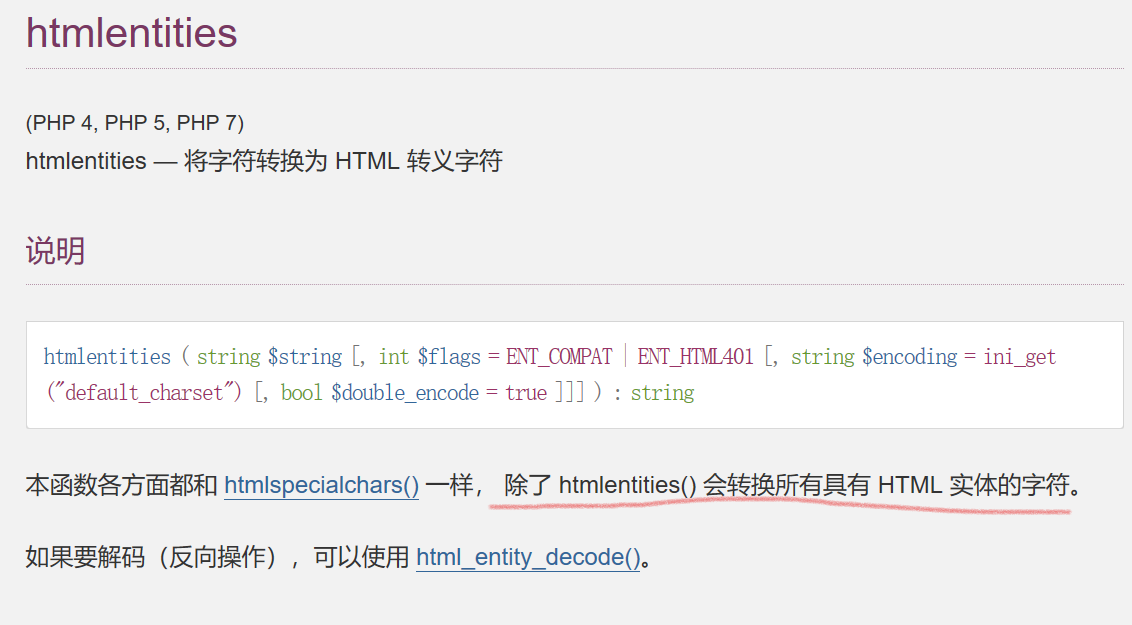 htmlentities
(PHP 4, PHP 5, PHP 7)
htmlentities — 将字符转换为 HTML 转义字符
说明
htmlentities ( string $string [, int $flags = ENT_COMPAT | ENT_HTML401 [, string $encoding = ini_get
("default_charset") [, bool $double_encode = true ]]] ) : string
本函数各方面都和 htmlspecialchars() 一样， 除了 htmlentities() 会转换所有具有 HTML 实体的字符。
如果要解码（反向操作），可以使用 html_entity_decode()。